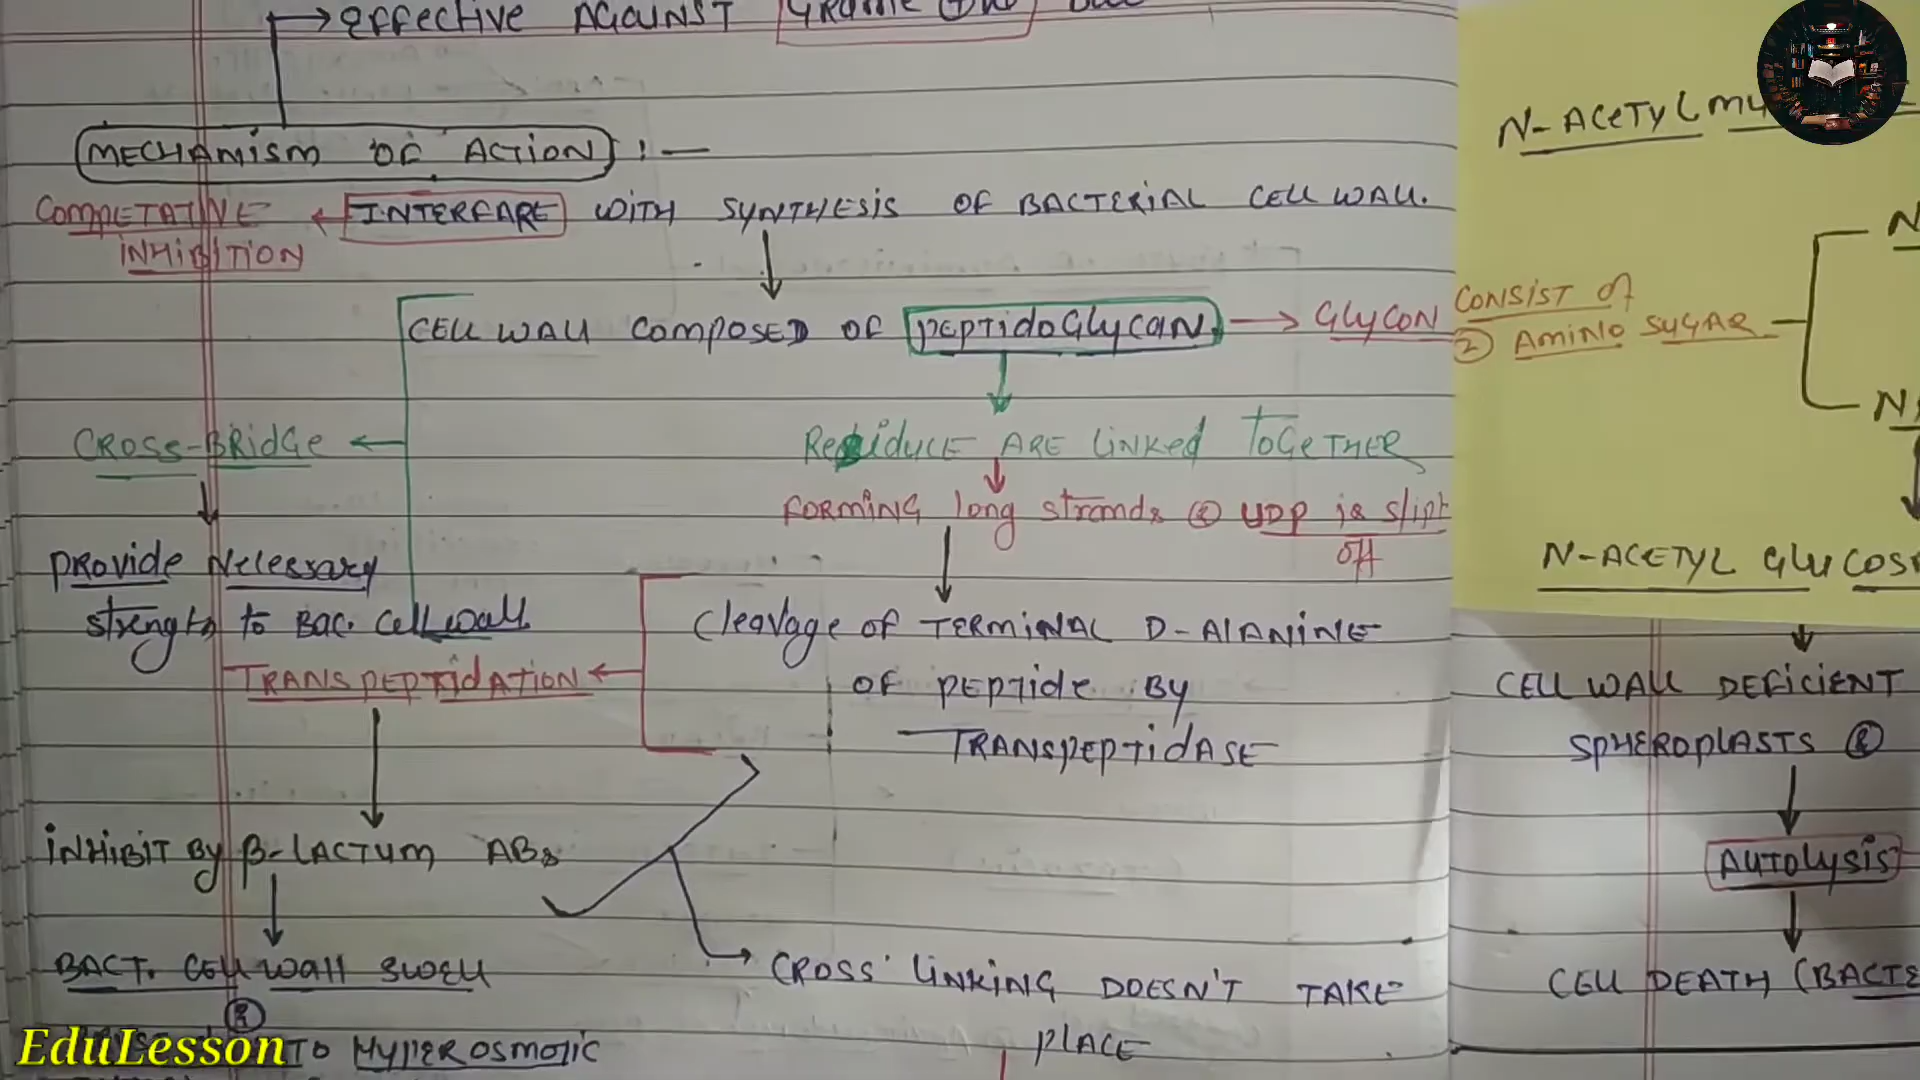 → EFFECTIVE AGAINST
MECHANISM OF ACTION : —
COMPETATIVE INHIBITION ← INTERFARE WITH SYNTHESIS OF BACTERIAL CELL WALL.
CELL WALL COMPOSED OF PEPTIDOGLYCAN → GLYCON
CROSS-BRIDGE ←
RESIDUCE ARE LINKED TOGETHER
FORMING long strands & UDP is slipt
off
PROVIDE NECESSARY
strength to BAC. Cell wall
Cleavage of TERMINAL D-ALANINE
OF PEPTIDE BY
TRANSPEPTIDASE
TRANSPEPTIDATION ←
INHIBIT BY β-LACTUM ABs
BACT. CELL WALL SWELL
&
TO HYPEROSMOTIC
CROSS LINKING DOESN'T TAKE
PLACE
N-ACETYL
CONSIST OF
② AMINO SUGAR
N-ACETYL
CELL WALL DEFICIENT
SPHEROPLASTS &
AUTOLYSIS
CELL DEATH
EduLesson